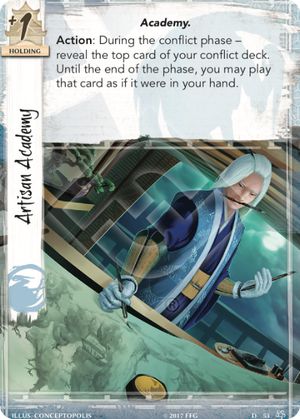 +1
HOLDING
Academy.
Action: During the conflict phase –
reveal the top card of your conflict deck.
Until the end of the phase, you may play
that card as if it were in your hand.
Artisan Academy
ILLUS: CONCEPTOPOLIS
© 2017 FFG
D